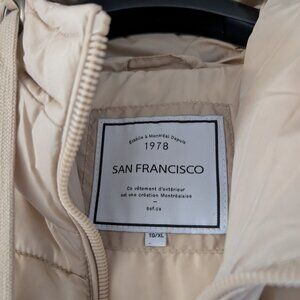 Établie à Montréal Depuis
1978
SAN FRANCISCO
Ce vêtement d'extérieur
est une création Montréalaise
bsf.ca
10/XL